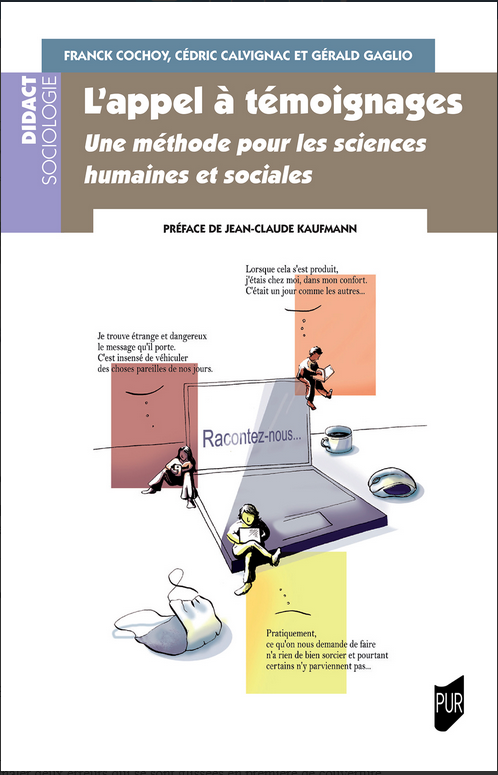 FRANCK COCHOY, CÉDRIC CALVIGNAC ET GÉRALD GAGLIO
DIDACT
SOCIOLOGIE
L'appel à témoignages
Une méthode pour les sciences
humaines et sociales
PRÉFACE DE JEAN-CLAUDE KAUFMANN
Lorsque cela s'est produit,
j'étais chez moi, dans mon confort.
C'était un jour comme les autres...
Je trouve étrange et dangereux
le message qu'il porte.
C'est insensé de véhiculer
des choses pareilles de nos jours.
Racontez-nous...
Pratiquement,
ce qu'on nous demande de faire
n'a rien de bien sorcier et pourtant
certains n'y parviennent pas...
PUR